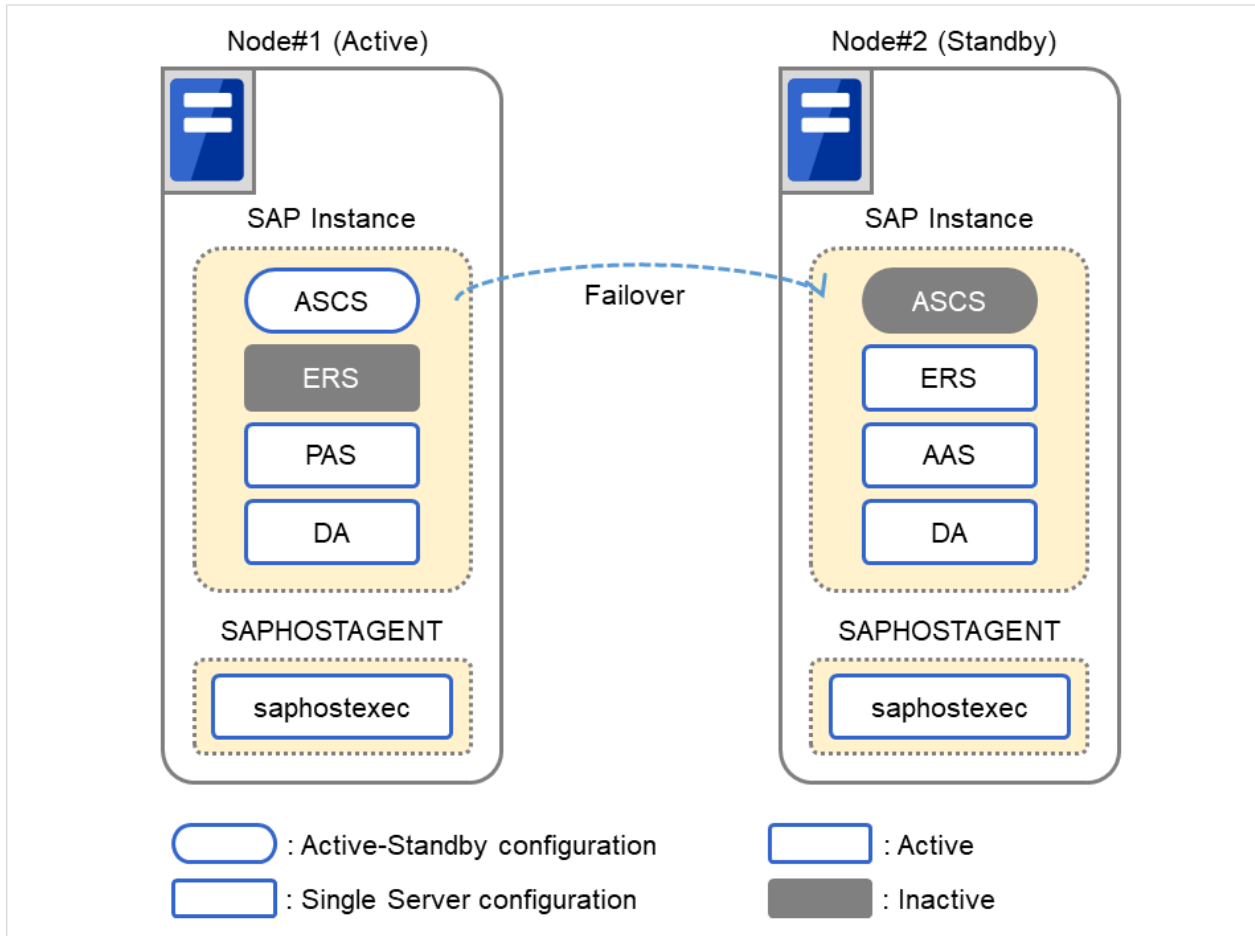 Node#1 (Active)
Node#2 (Standby)
SAP Instance
SAP Instance
ASCS
Failover
ASCS
ERS
ERS
PAS
AAS
DA
DA
SAPHOSTAGENT
SAPHOSTAGENT
saphostexec
saphostexec
: Active-Standby configuration
: Active
: Single Server configuration
: Inactive